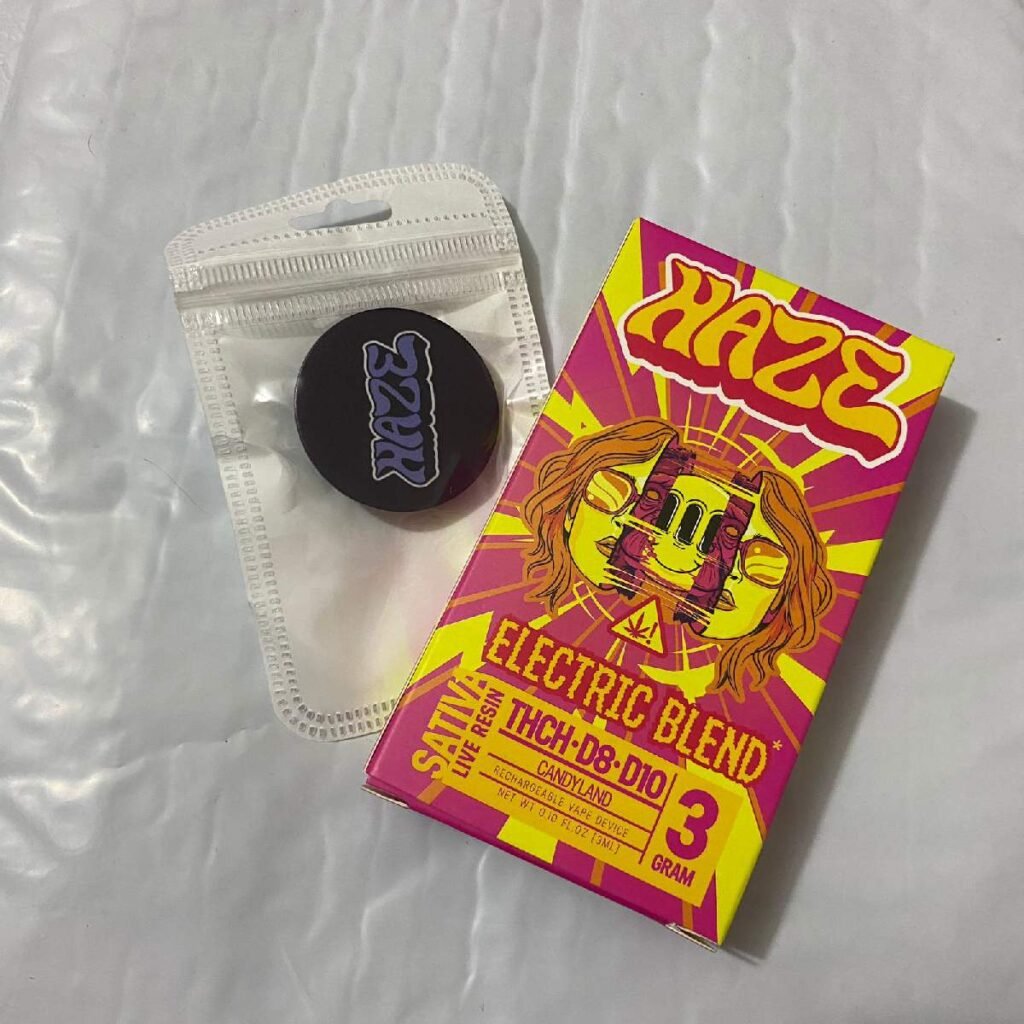 HAZE
HAZE
ELECTRIC BLEND*
SATIVA
LIVE RESIN
THCH•D8•D10
CANDYLAND
RECHARGEABLE VAPE DEVICE
NET WT 0.10 FL.OZ [3ML]
3
GRAM